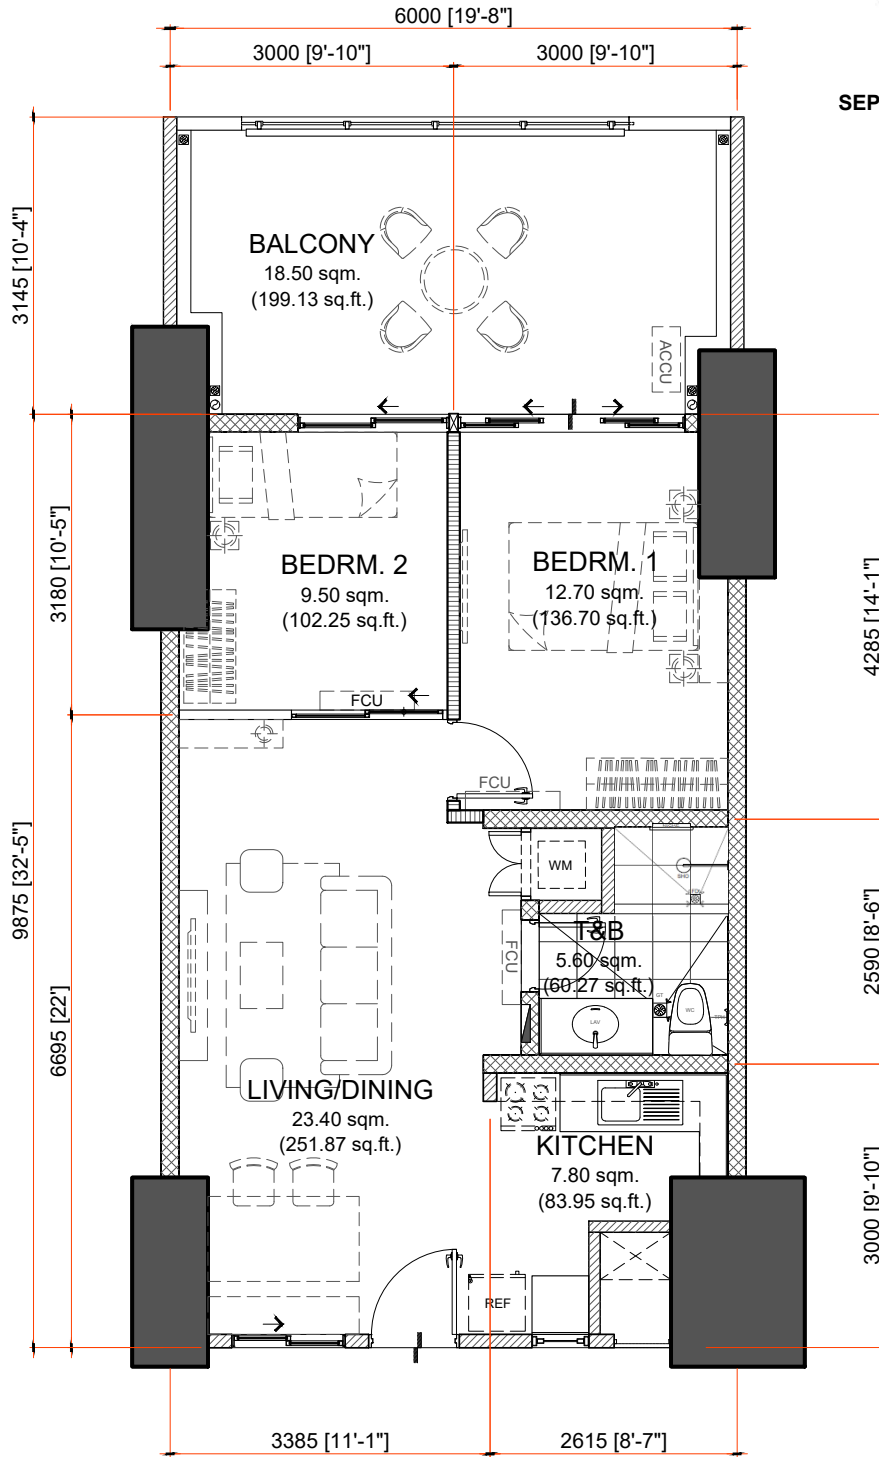 6000 [19'-8"]
3000 [9'-10"]
3000 [9'-10"]
SEP
3145 [10'-4"]
BALCONY
18.50 sqm.
(199.13 sq.ft.)
ACCU
3180 [10'-5"]
BEDRM. 2
9.50 sqm.
(102.25 sq.ft.)
BEDRM. 1
12.70 sqm.
(136.70 sq.ft.)
4285 [14'-1"]
FCU
FCU
9875 [32'-5"]
6695 [22']
WM
SHO
FCU
T&B
5.60 sqm.
(60.27 sq.ft.)
LAV
WC
2590 [8'-6"]
LIVING/DINING
23.40 sqm.
(251.87 sq.ft.)
KITCHEN
7.80 sqm.
(83.95 sq.ft.)
3000 [9'-10"]
REF
3385 [11'-1"]
2615 [8'-7"]